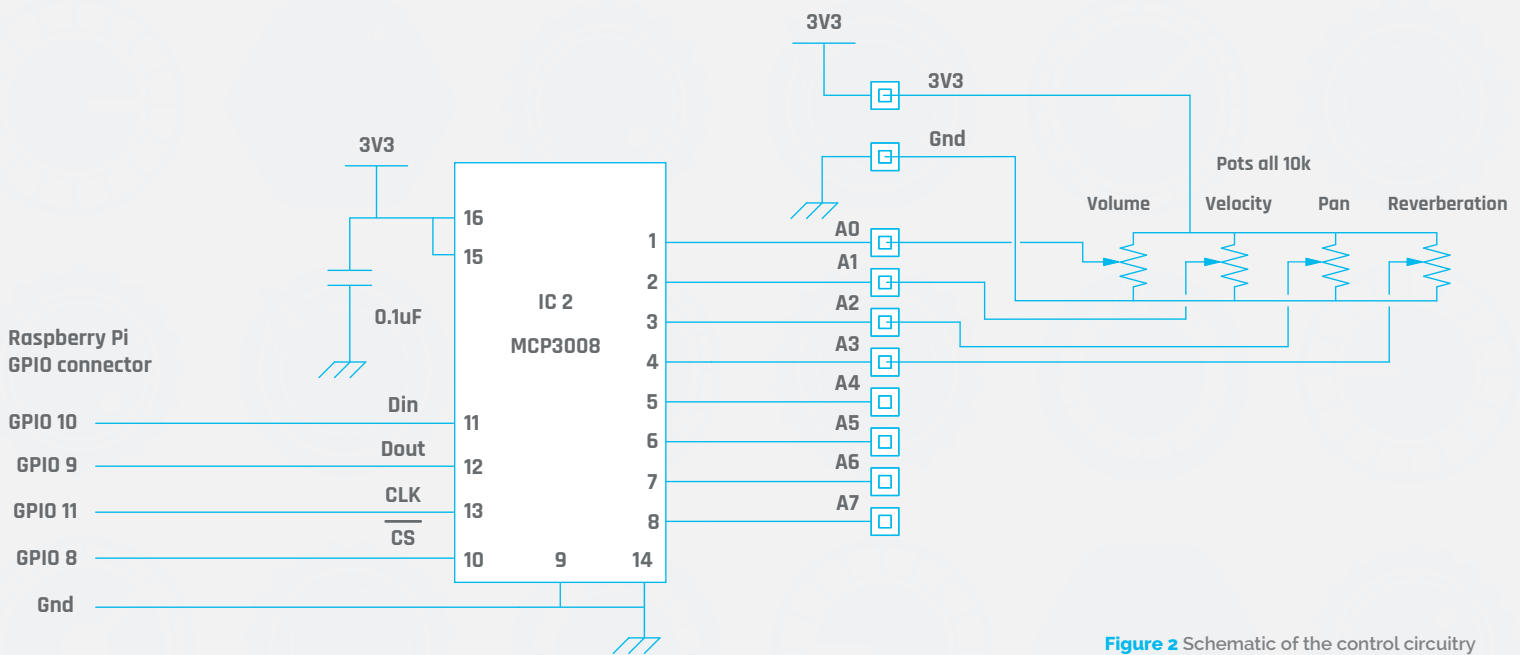 3V3
3V3
Gnd
3V3
Pots all 10k
Volume
Velocity
Pan
Reverberation
16
15
1
2
3
4
5
6
7
8
A0
A1
A2
A3
A4
A5
A6
A7
IC 2
MCP3008
0.1uF
Raspberry Pi
GPIO connector
GPIO 10
Din
11
GPIO 9
Dout
12
GPIO 11
CLK
13
GPIO 8
CS
10
9
14
Gnd
Figure 2 Schematic of the control circuitry